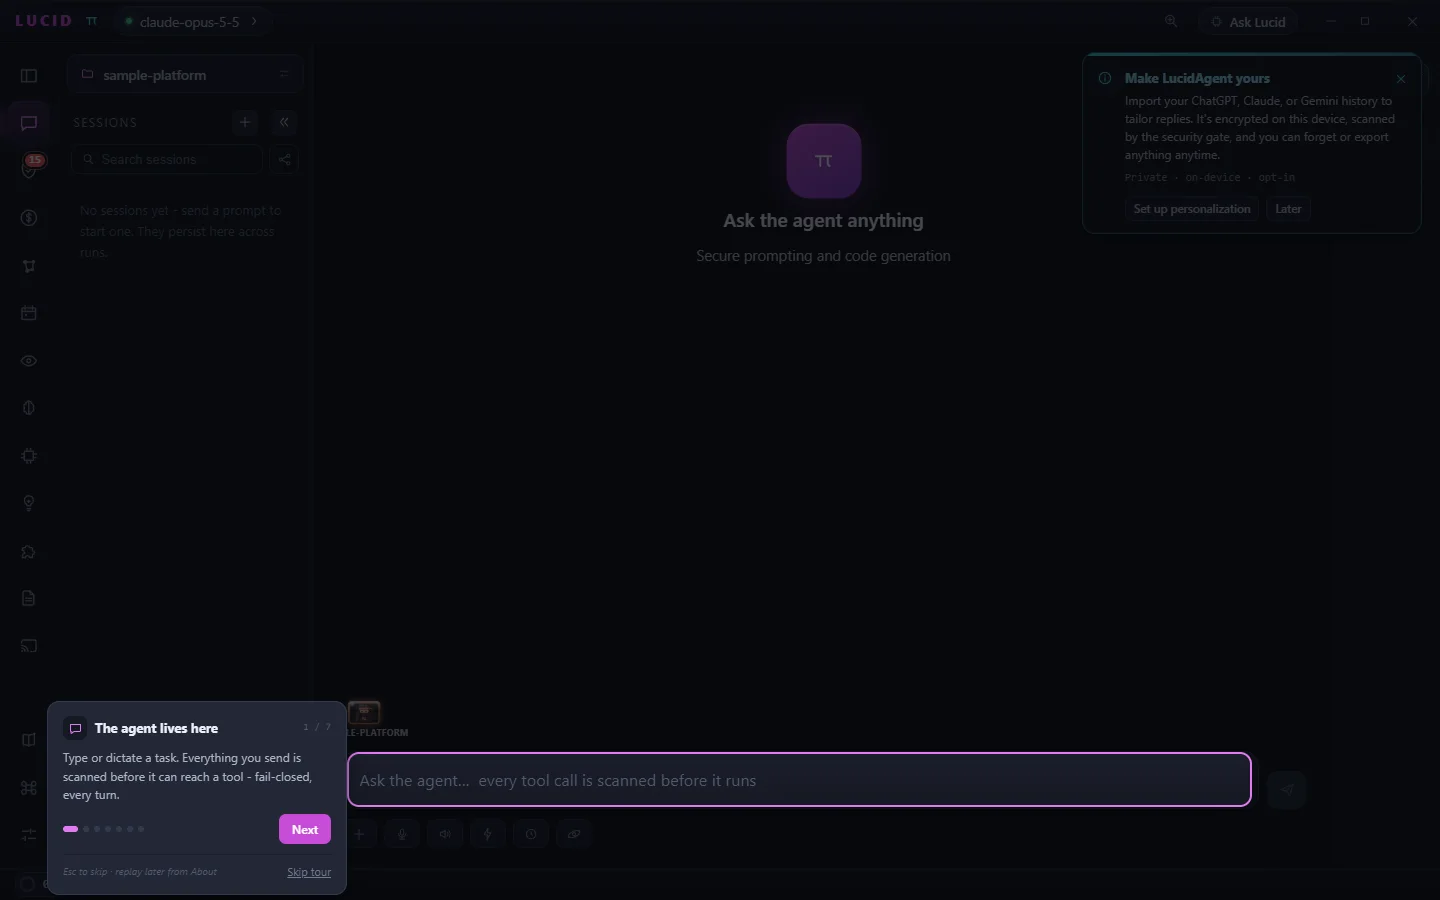 LUCID π
claude-opus-5-5
Ask Lucid
sample-platform
SESSIONS
Search sessions
No sessions yet - send a prompt to
start one. They persist here across
runs.
15
π
Ask the agent anything
Secure prompting and code generation
Make LucidAgent yours
Import your ChatGPT, Claude, or Gemini history to
tailor replies. It's encrypted on this device, scanned
by the security gate, and you can forget or export
anything anytime.
Private · on-device · opt-in
Set up personalization
Later
The agent lives here
1 / 7
Type or dictate a task. Everything you send is
scanned before it can reach a tool - fail-closed,
every turn.
Next
Esc to skip · replay later from About
Skip tour
LE-PLATFORM
Ask the agent... every tool call is scanned before it runs